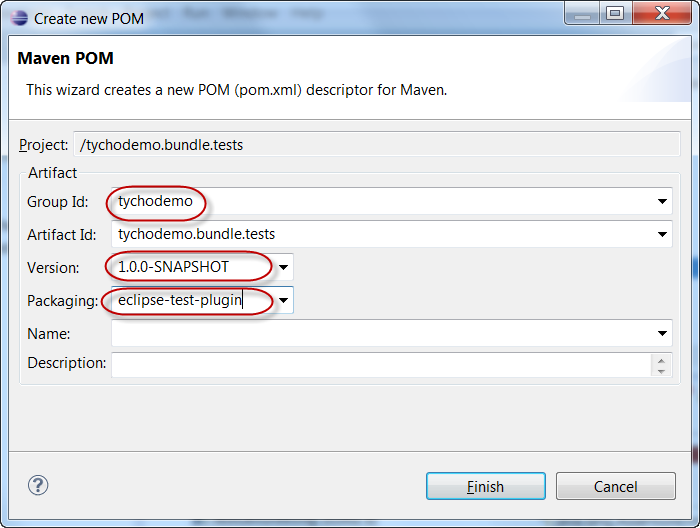 Create new POM
Maven POM
This wizard creates a new POM (pom.xml) descriptor for Maven.
Project: /tychodemo.bundle.tests
Artifact
Group Id: tychodemo
Artifact Id: tychodemo.bundle.tests
Version: 1.0.0-SNAPSHOT
Packaging: eclipse-test-plugin
Name:
Description:
? Finish Cancel